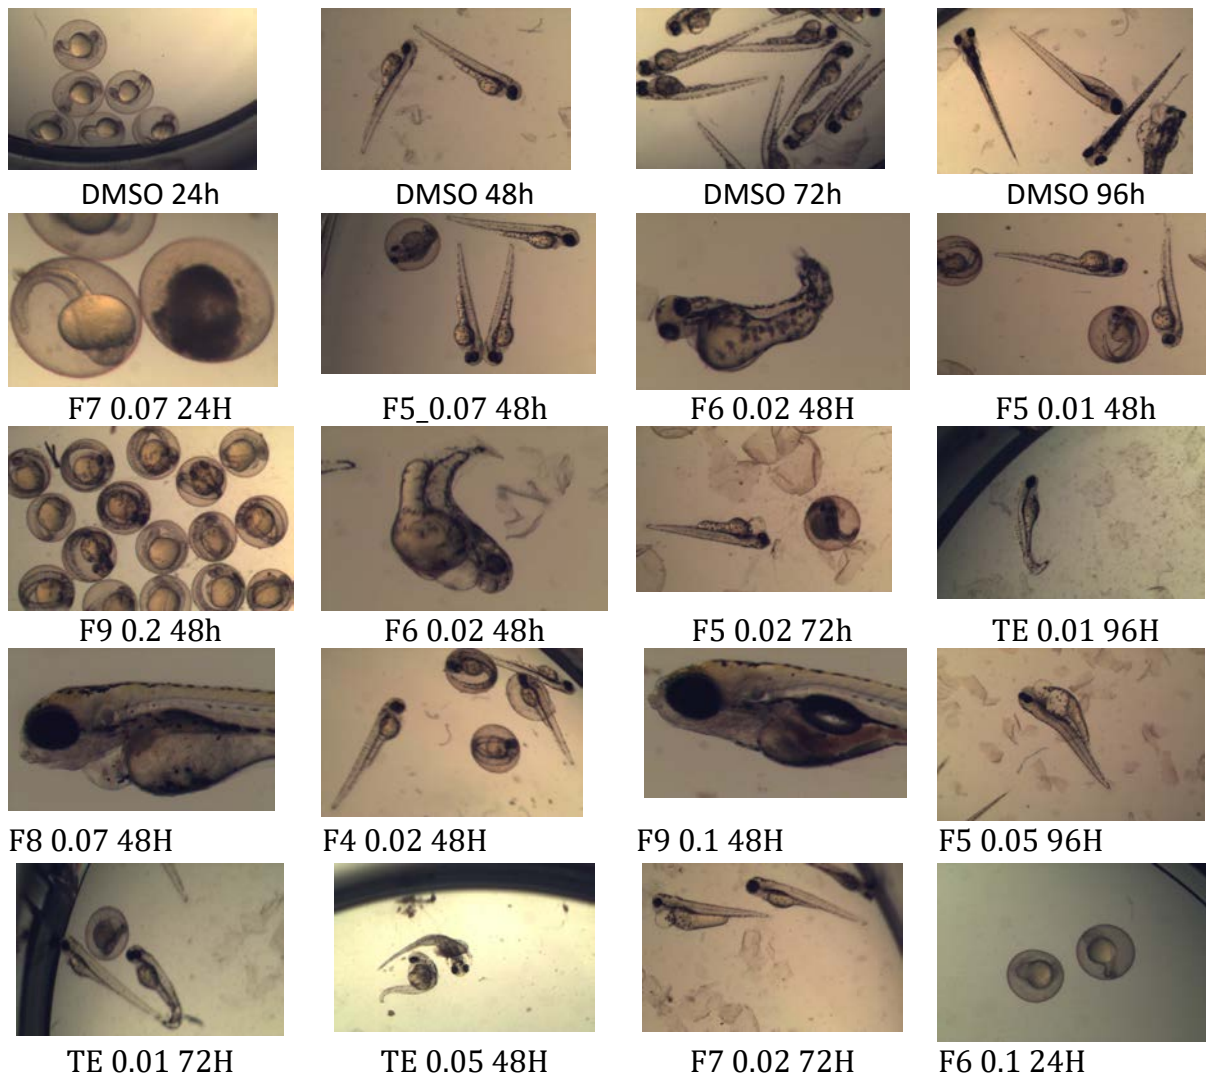 DMSO 24h
DMSO 48h
DMSO 72h
DMSO 96h
F7 0.07 24H
F5_0.07 48h
F6 0.02 48H
F5 0.01 48h
F9 0.2 48h
F6 0.02 48h
F5 0.02 72h
TE 0.01 96H
F8 0.07 48H
F4 0.02 48H
F9 0.1 48H
F5 0.05 96H
TE 0.01 72H
TE 0.05 48H
F7 0.02 72H
F6 0.1 24H